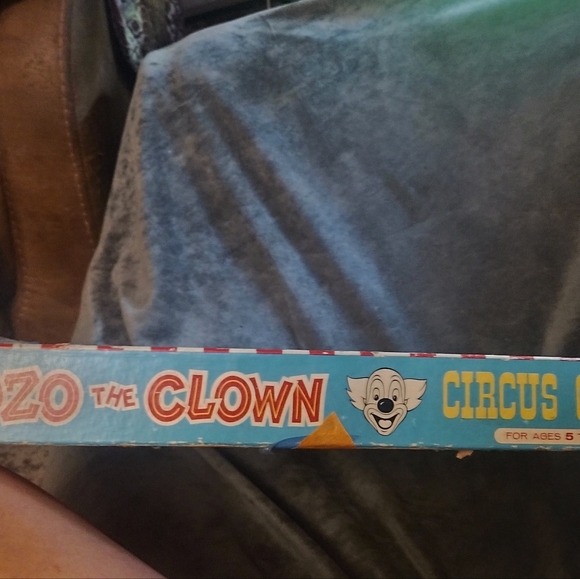 ZO THE CLOWN CIRCUS
FOR AGES 5